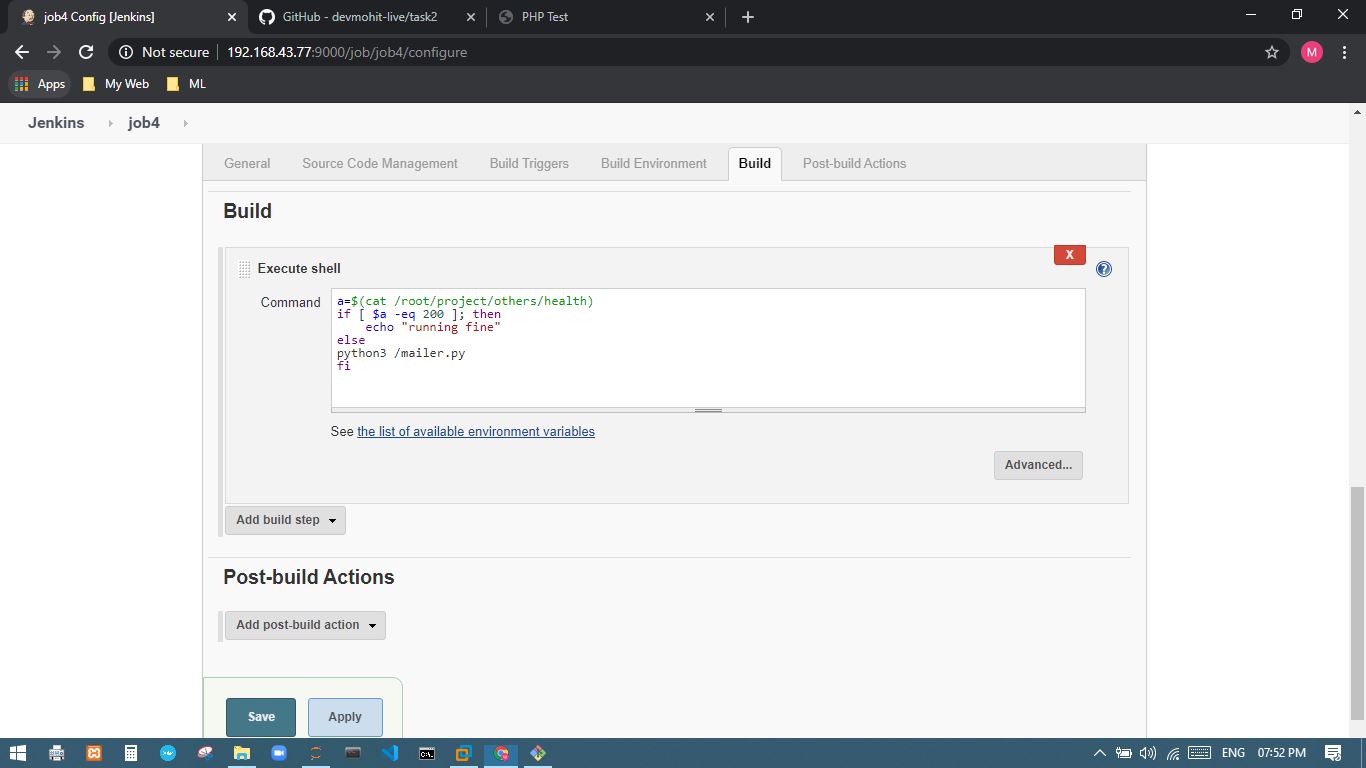 job4 Config [Jenkins]
GitHub - devmohit-live/task2
PHP Test
Not secure
192.168.43.77:9000/job/job4/configure
M
Apps
My Web
ML
Jenkins
job4
General
Source Code Management
Build Triggers
Build Environment
Build
Post-build Actions
Build
X
Execute shell
?
Command
a=$(cat /root/project/others/health)
if [ $a -eq 200 ]; then
    echo "running fine"
else
python3 /mailer.py
fi
See the list of available environment variables
Advanced...
Add build step
Post-build Actions
Add post-build action
Save
Apply
ENG
07:52 PM